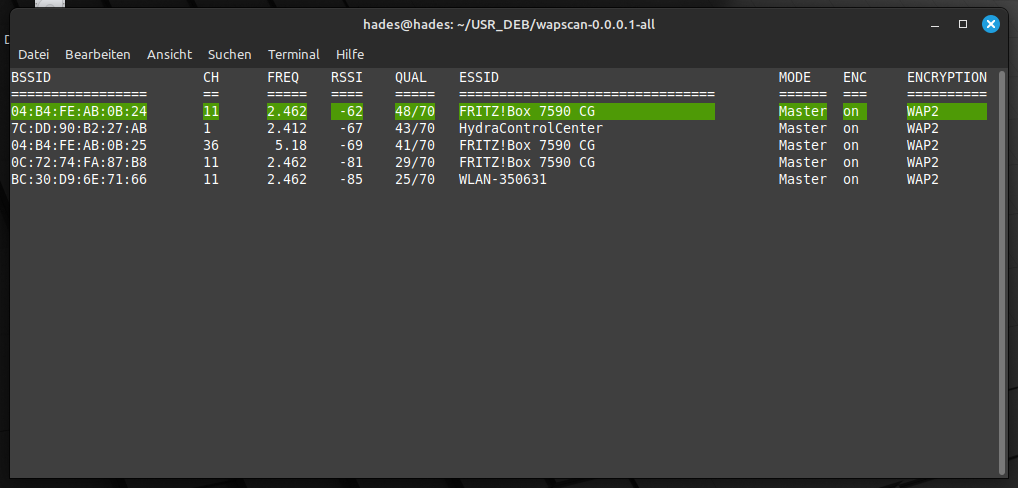 hades@hades: ~/USR_DEB/wapscan-0.0.0.1-all
Datei Bearbeiten Ansicht Suchen Terminal Hilfe
BSSID CH FREQ RSSI QUAL ESSID MODE ENC ENCRYPTION
================= == ===== ==== ===== ================================ ====== === ==========
04:B4:FE:AB:0B:24 11 2.462 -62 48/70 FRITZ!Box 7590 CG Master on WAP2
7C:DD:90:B2:27:AB 1 2.412 -67 43/70 HydraControlCenter Master on WAP2
04:B4:FE:AB:0B:25 36 5.18 -69 41/70 FRITZ!Box 7590 CG Master on WAP2
0C:72:74:FA:87:B8 11 2.462 -81 29/70 FRITZ!Box 7590 CG Master on WAP2
BC:30:D9:6E:71:66 11 2.462 -85 25/70 WLAN-350631 Master on WAP2